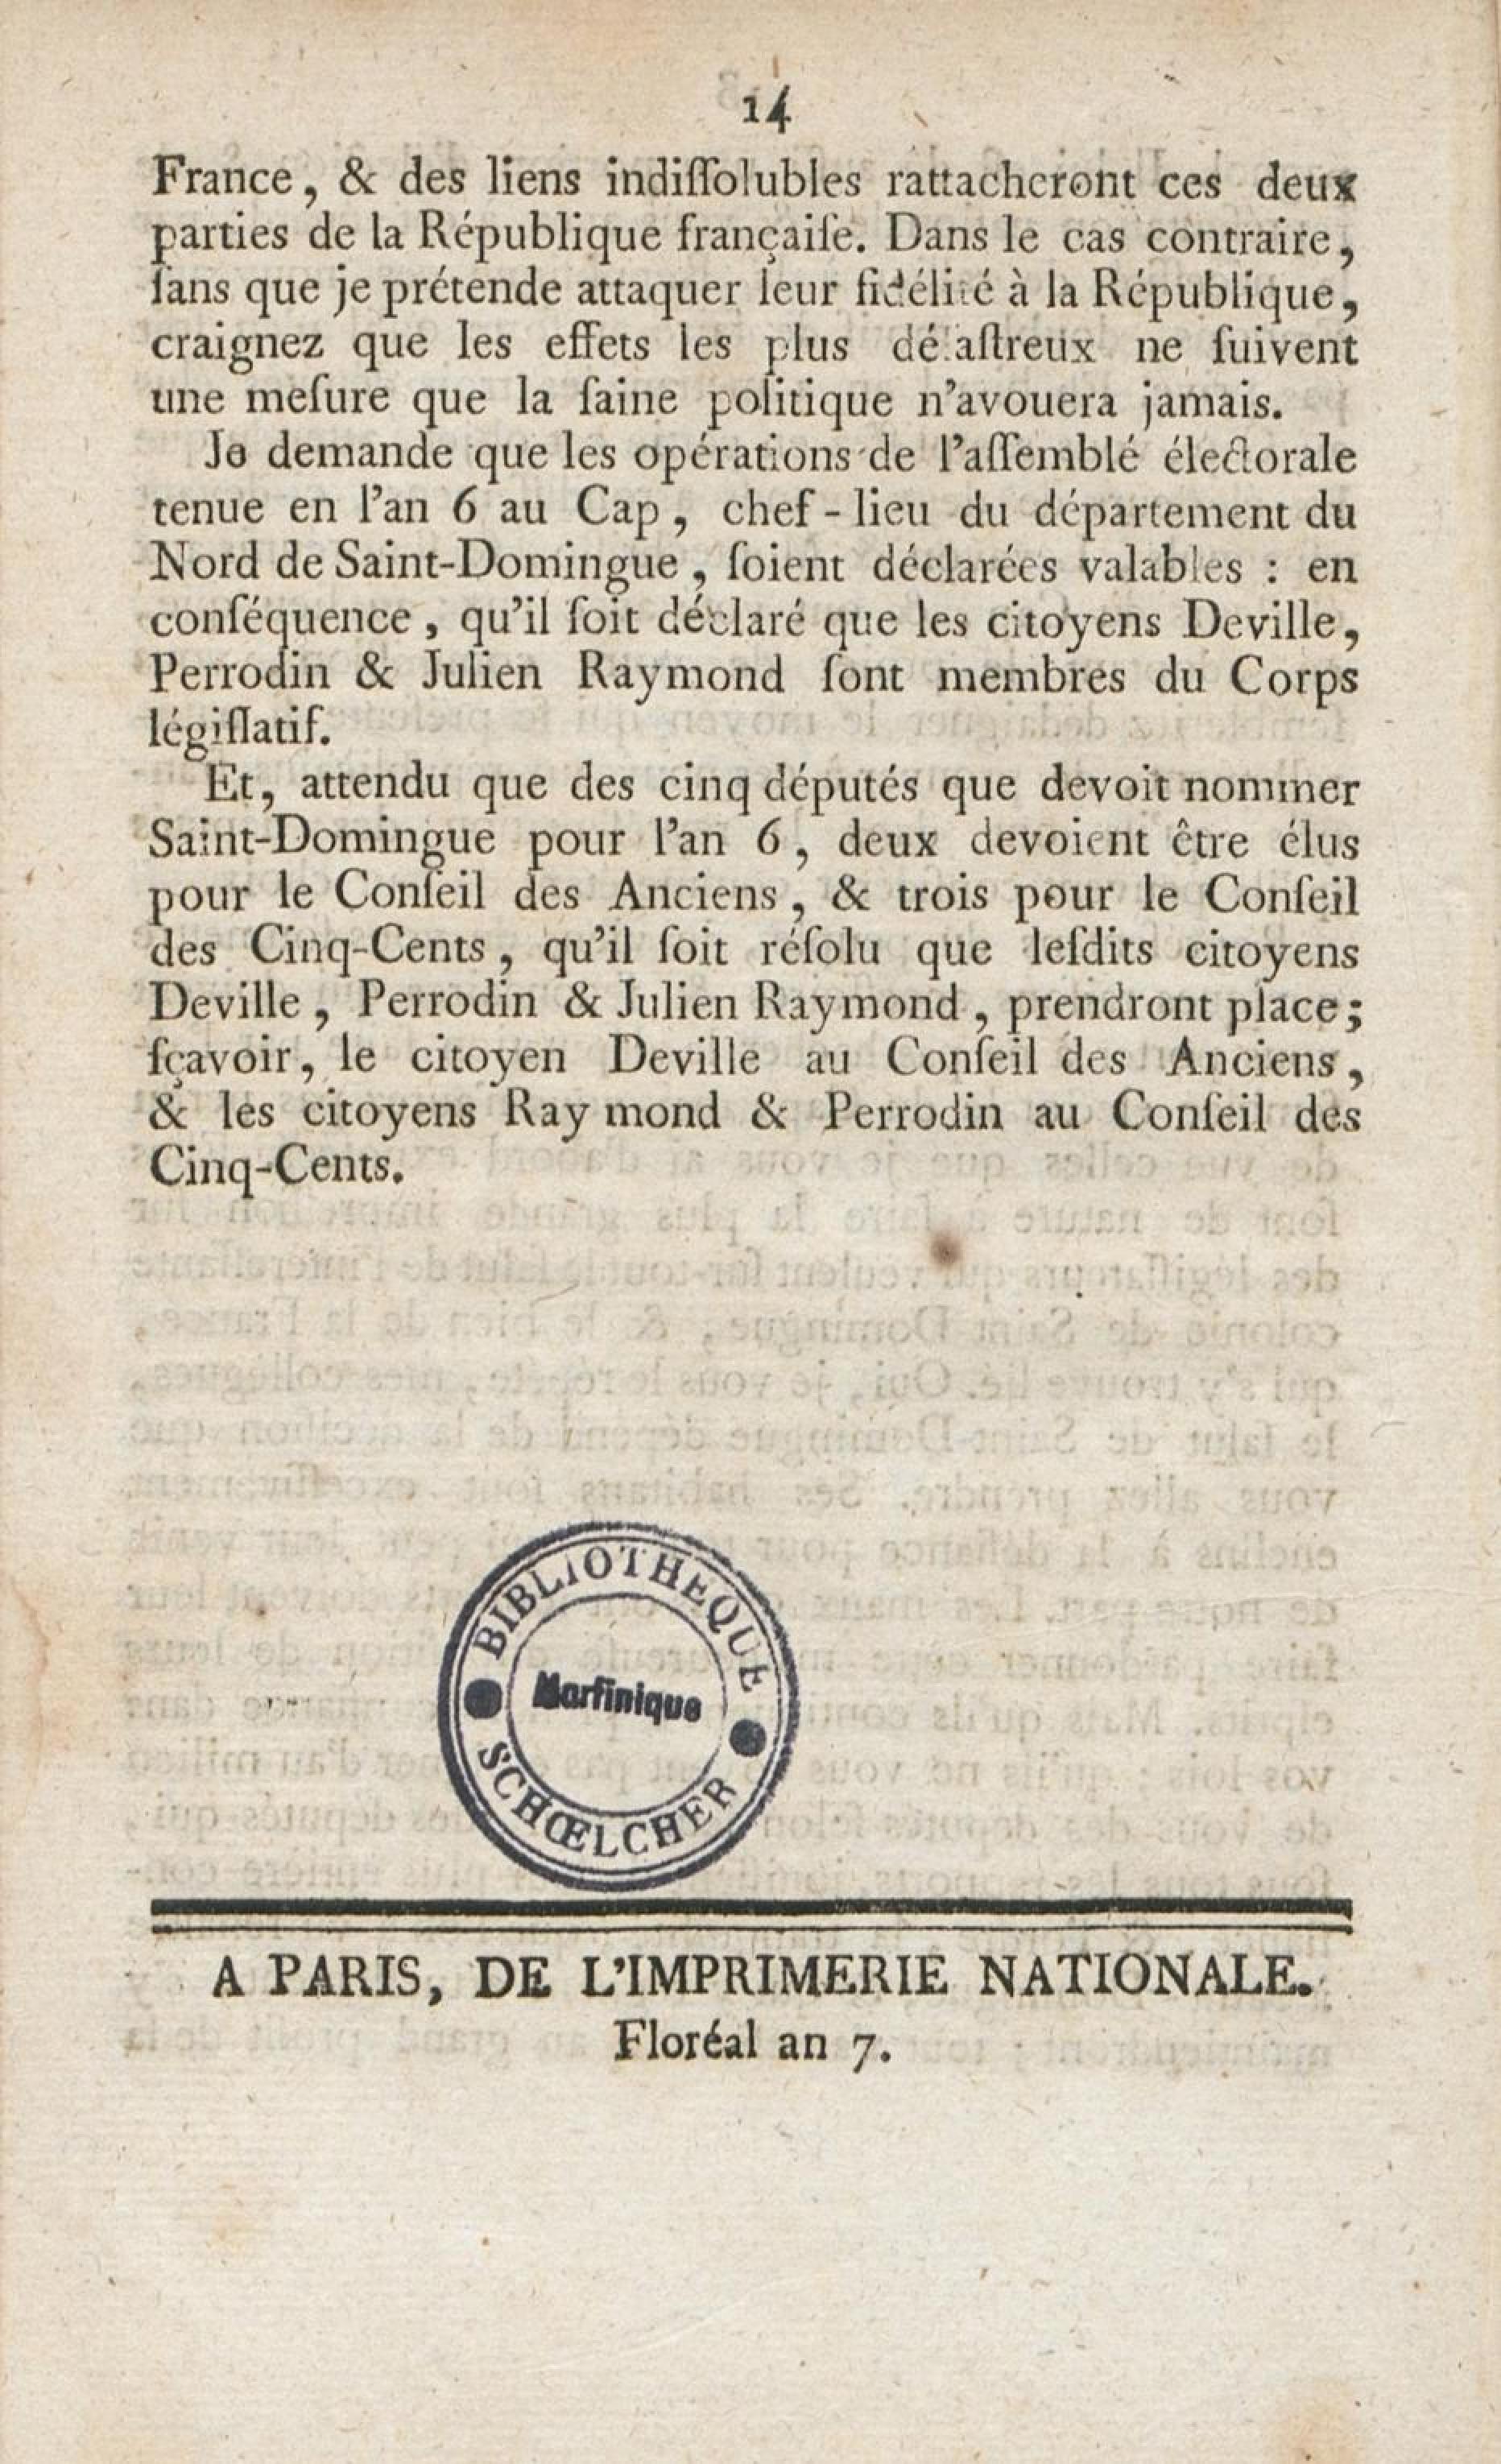 14
France, & des liens indiſſolubles rattacheront ces deux
parties de la République françaiſe. Dans le cas contraire,
ſans que je prétende attaquer leur fidélité à la République,
craignez que les effets les plus déſaſtreux ne ſuivent
une meſure que la ſaine politique n'avouera jamais.
Je demande que les opérations de l'aſſemblé électorale
tenue en l'an 6 au Cap, chef-lieu du département du
Nord de Saint-Domingue, ſoient déclarées valables : en
conſéquence, qu'il ſoit déclaré que les citoyens Deville,
Perrodin & Julien Raymond ſont membres du Corps
légiſlatif.
Et, attendu que des cinq députés que devoit nommer
Saint-Domingue pour l'an 6, deux devoient être élus
pour le Conſeil des Anciens, & trois pour le Conſeil
des Cinq-Cents, qu'il ſoit réſolu que leſdits citoyens
Deville, Perrodin & Julien Raymond, prendront place;
ſçavoir, le citoyen Deville au Conſeil des Anciens,
& les citoyens Ray mond & Perrodin au Conſeil des
Cinq-Cents.
BIBLIOTHEQUE
Martinique
SCHŒLCHER
A PARIS, DE L'IMPRIMERIE NATIONALE.
Floréal an 7.